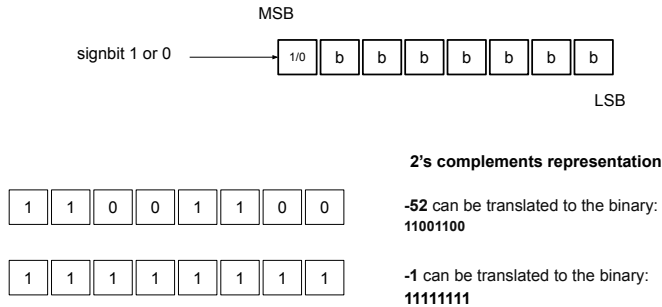 MSB
signbit 1 or 0
1/0 b b b b b b b
LSB
2's complements representation
1 1 0 0 1 1 0 0
-52 can be translated to the binary:
11001100
1 1 1 1 1 1 1 1
-1 can be translated to the binary:
11111111